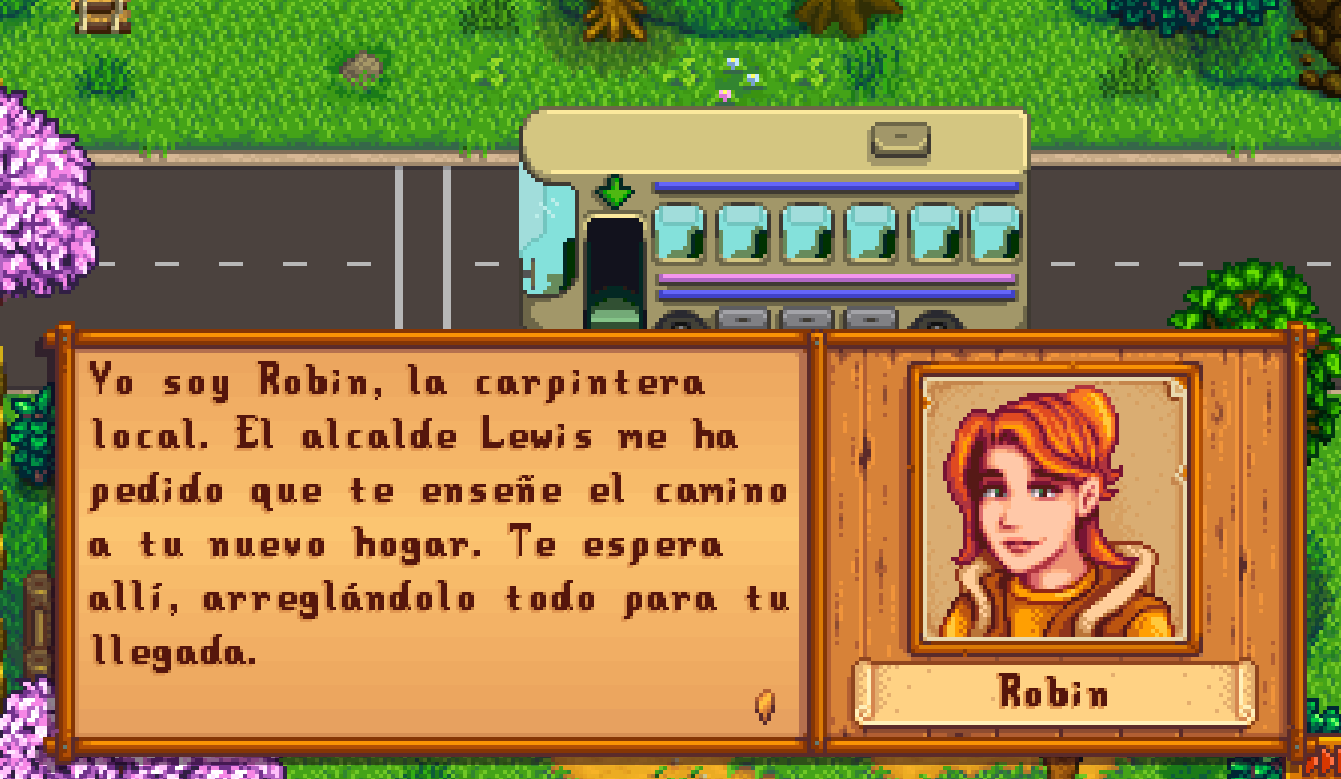 Yo soy Robin, la carpintera
local. El alcalde Lewis me ha
pedido que te enseñe el camino
a tu nuevo hogar. Te espera
allí, arreglándolo todo para tu
llegada.
Robin